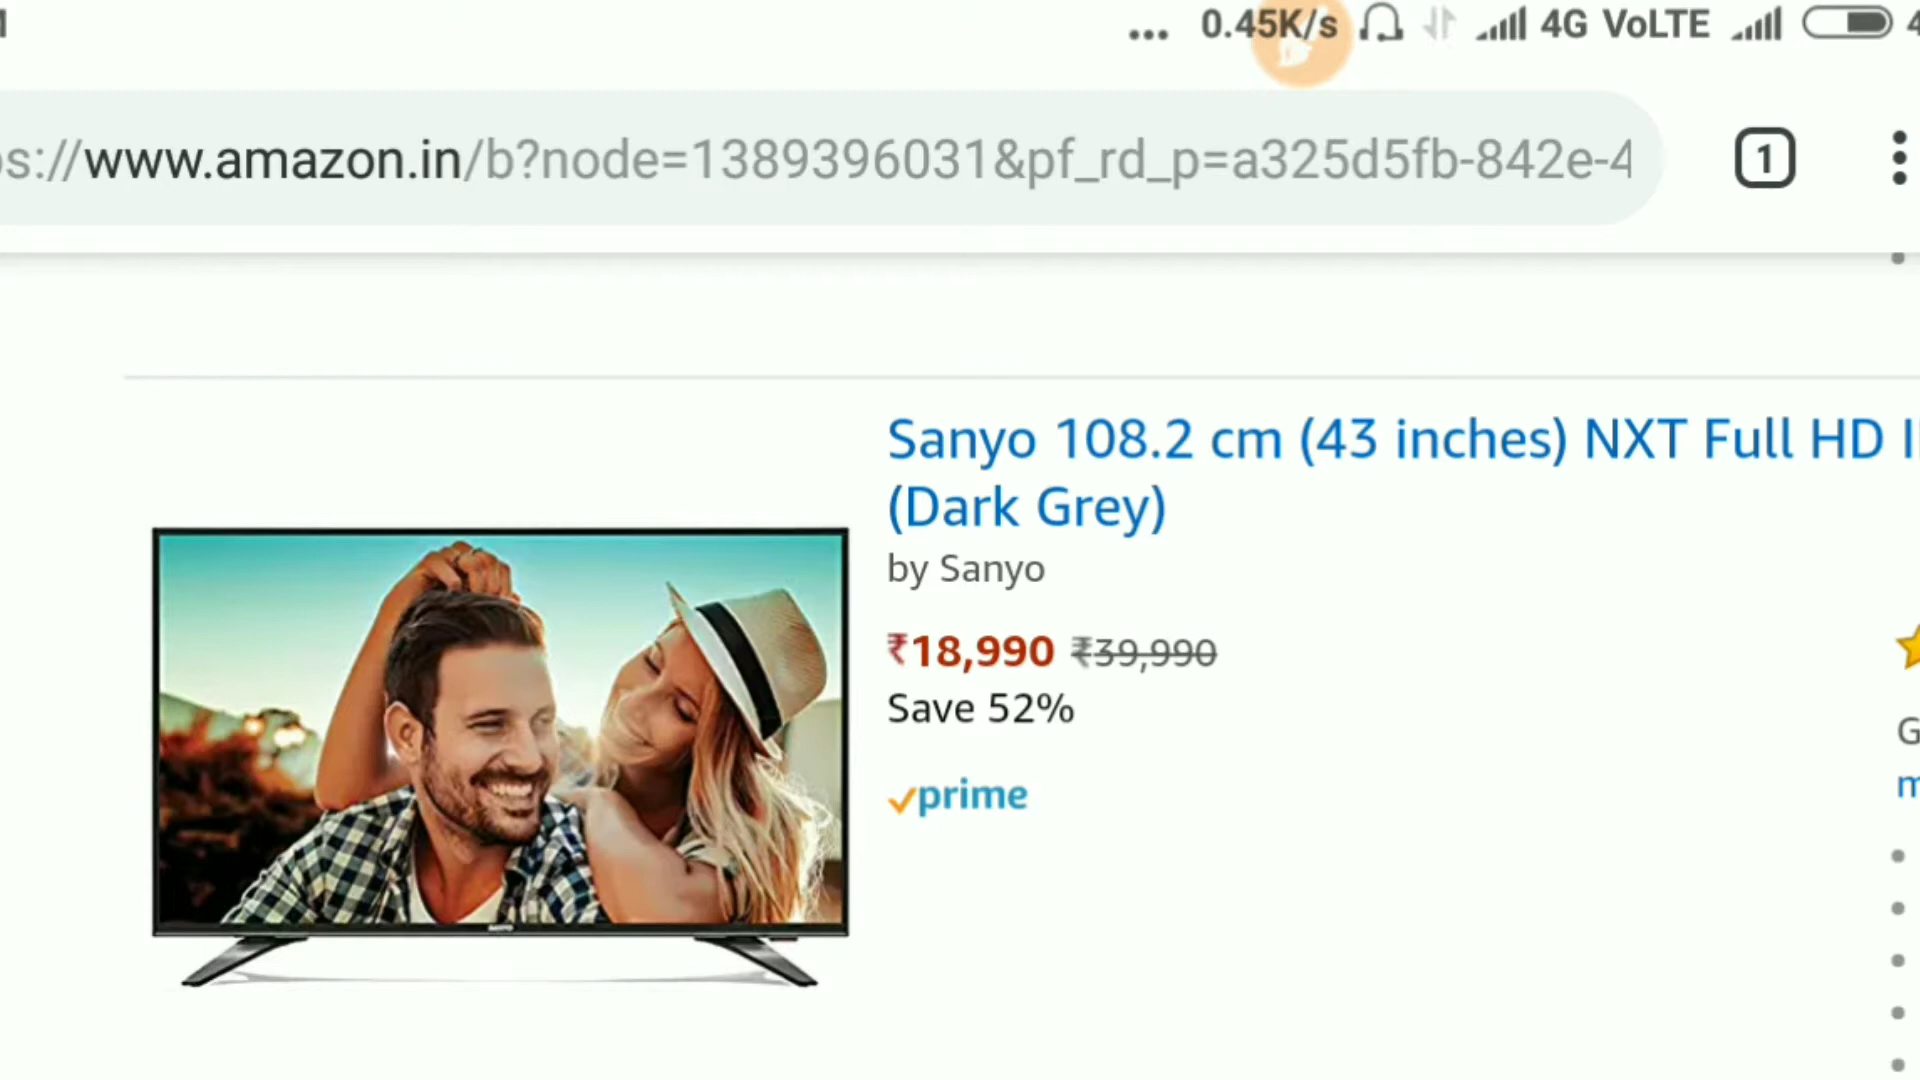 ... 0.45K/s 4G VoLTE
s://www.amazon.in/b?node=1389396031&pf_rd_p=a325d5fb-842e-4
1
Sanyo 108.2 cm (43 inches) NXT Full HD
(Dark Grey)
by Sanyo
₹18,990 ₹39,990
Save 52%
prime
SANYO